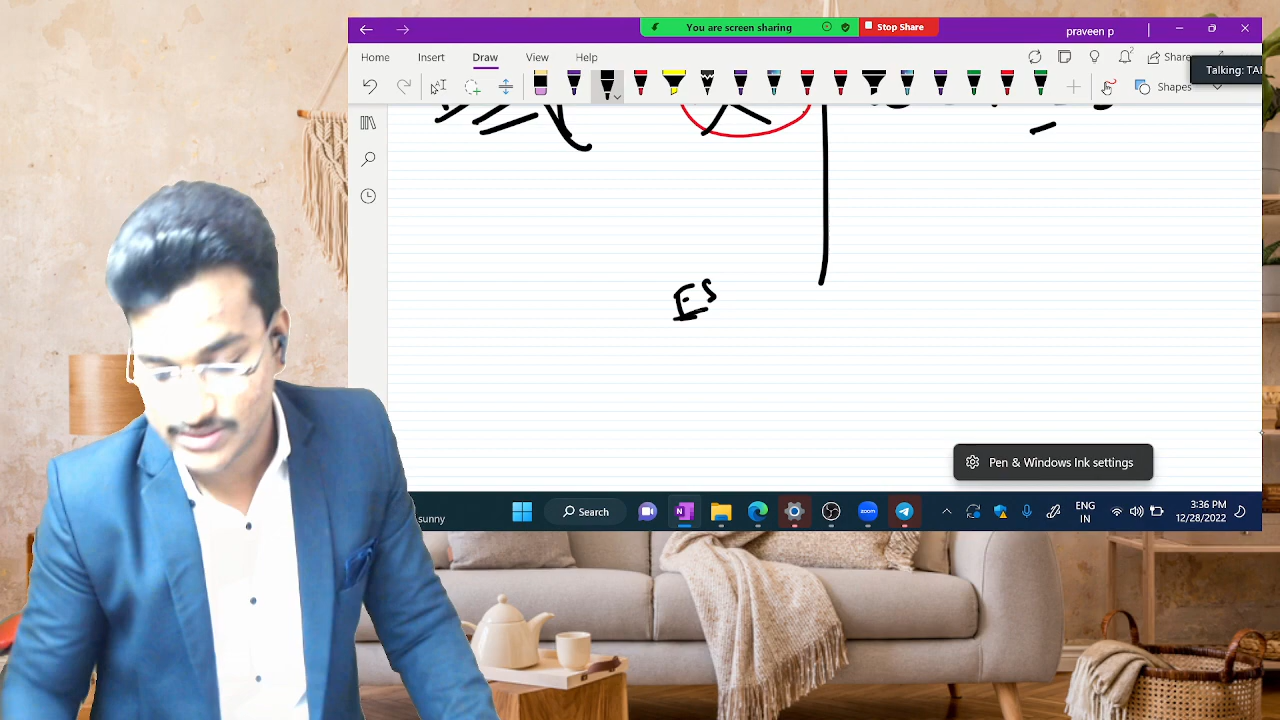 You are screen sharing Stop Share
praveen p
Home Insert Draw View Help Share
Talking: TA
Shapes
ES
Pen & Windows Ink settings
sunny
Search
zoom
ENG
IN
3:36 PM
12/28/2022